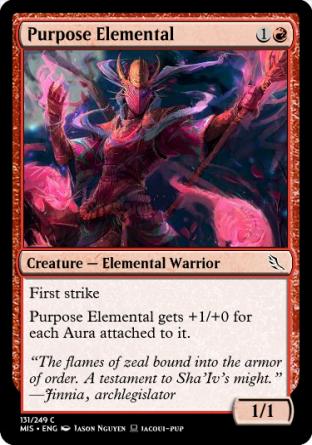 Purpose Elemental 1
Creature — Elemental Warrior
First strike
Purpose Elemental gets +1/+0 for
each Aura attached to it.
“The flames of zeal bound into the armor
of order. A testament to Sha’Iv’s might.”
—Jinnia, archlegislator
131/249 C
MIS • ENG Jason Nguyen iacoui-pup
1/1